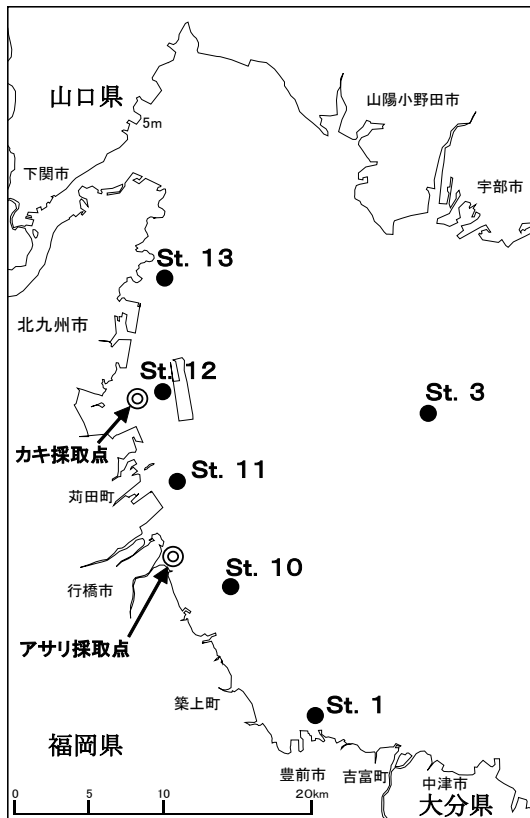 山口県
山陽小野田市
5m
下関市
宇部市
St. 13
北九州市
St. 12
St. 3
カキ採取点
St. 11
苅田町
St. 10
行橋市
アサリ採取点
築上町
St. 1
福岡県
豊前市
吉富町
中津市
0 5 10 20km
大分県